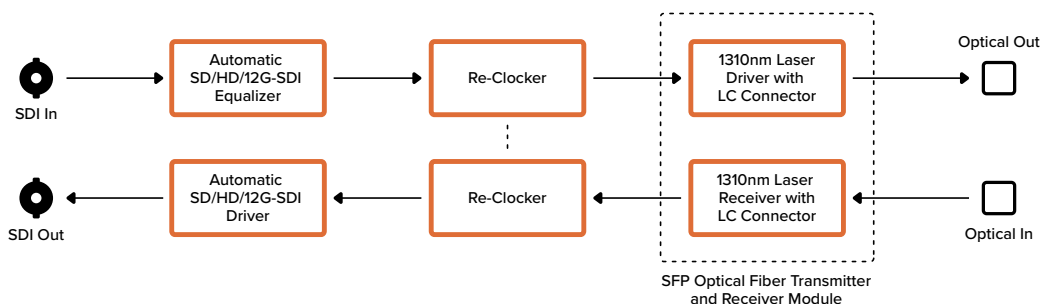 SDI In
Automatic
SD/HD/12G-SDI
Equalizer
Re-Clocker
1310nm Laser
Driver with
LC Connector
Optical Out
SDI Out
Automatic
SD/HD/12G-SDI
Driver
Re-Clocker
1310nm Laser
Receiver with
LC Connector
Optical In
SFP Optical Fiber Transmitter
and Receiver Module